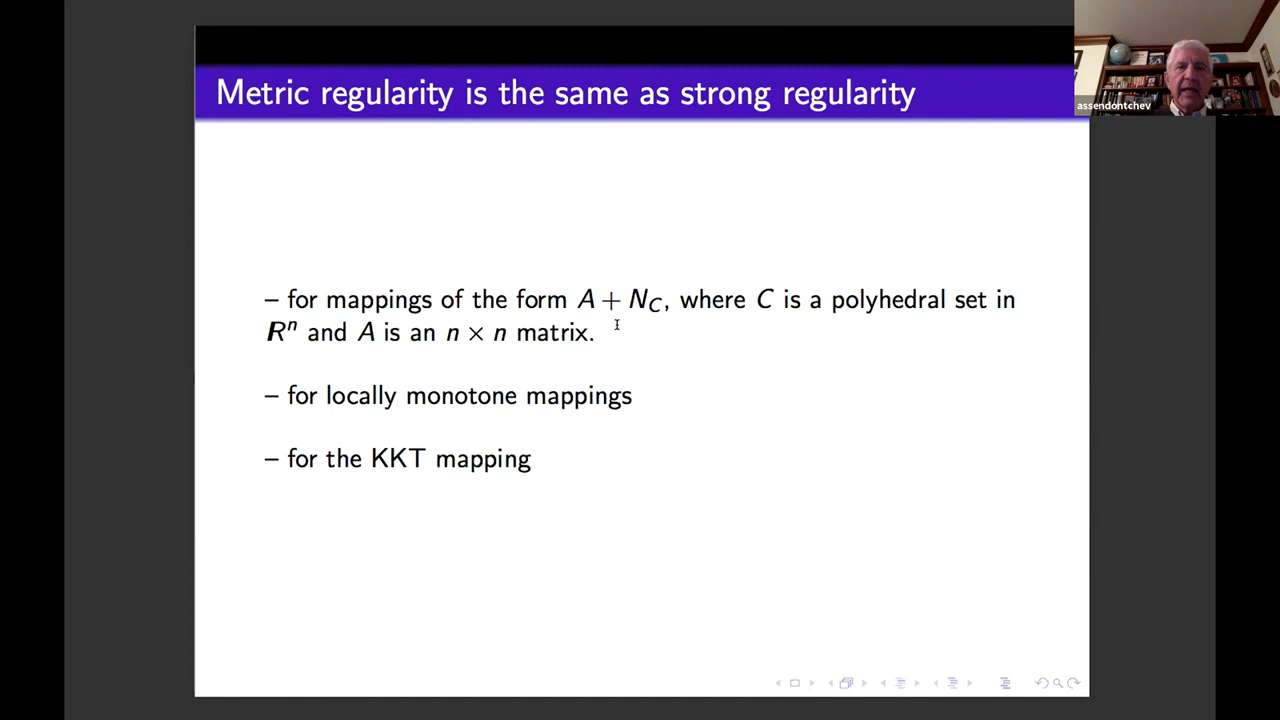 Metric regularity is the same as strong regularity
assendontchev
– for mappings of the form A + N_C, where C is a polyhedral set in
Rⁿ and A is an n × n matrix.
– for locally monotone mappings
– for the KKT mapping